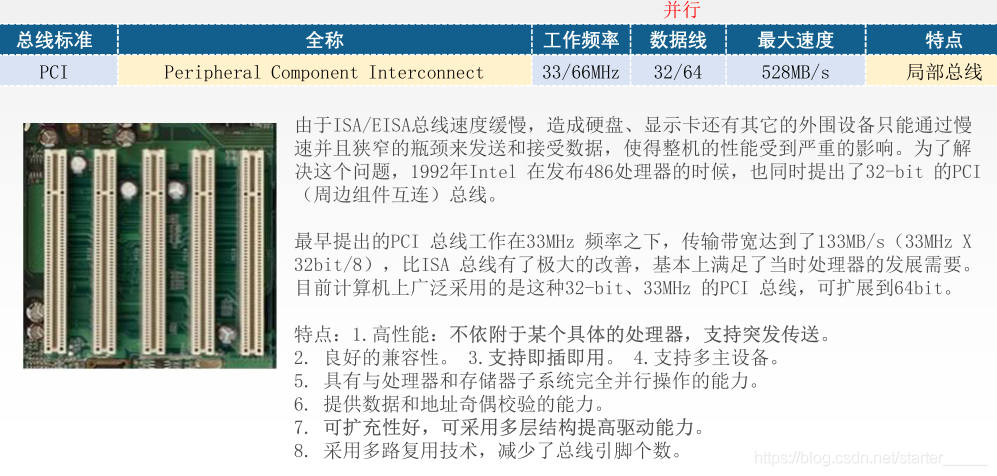 并行
总线标准 全称 工作频率 数据线 最大速度 特点
PCI Peripheral Component Interconnect 33/66MHz 32/64 528MB/s 局部总线
由于ISA/EISA总线速度缓慢，造成硬盘、显示卡还有其它的外围设备只能通过慢
速并且狭窄的瓶颈来发送和接受数据，使得整机的性能受到严重的影响。为了解
决这个问题，1992年Intel 在发布486处理器的时候，也同时提出了32-bit 的PCI
（周边组件互连）总线。
最早提出的PCI 总线工作在33MHz 频率之下，传输带宽达到了133MB/s（33MHz X
32bit/8），比ISA 总线有了极大的改善，基本上满足了当时处理器的发展需要。
目前计算机上广泛采用的是这种32-bit、33MHz 的PCI 总线，可扩展到64bit。
特点：1.高性能：不依附于某个具体的处理器，支持突发传送。
2. 良好的兼容性。 3.支持即插即用。 4.支持多主设备。
5. 具有与处理器和存储器子系统完全并行操作的能力。
6. 提供数据和地址奇偶校验的能力。
7. 可扩充性好，可采用多层结构提高驱动能力。
8. 采用多路复用技术，减少了总线引脚个数。
https://blog.csdn.net/starter_____